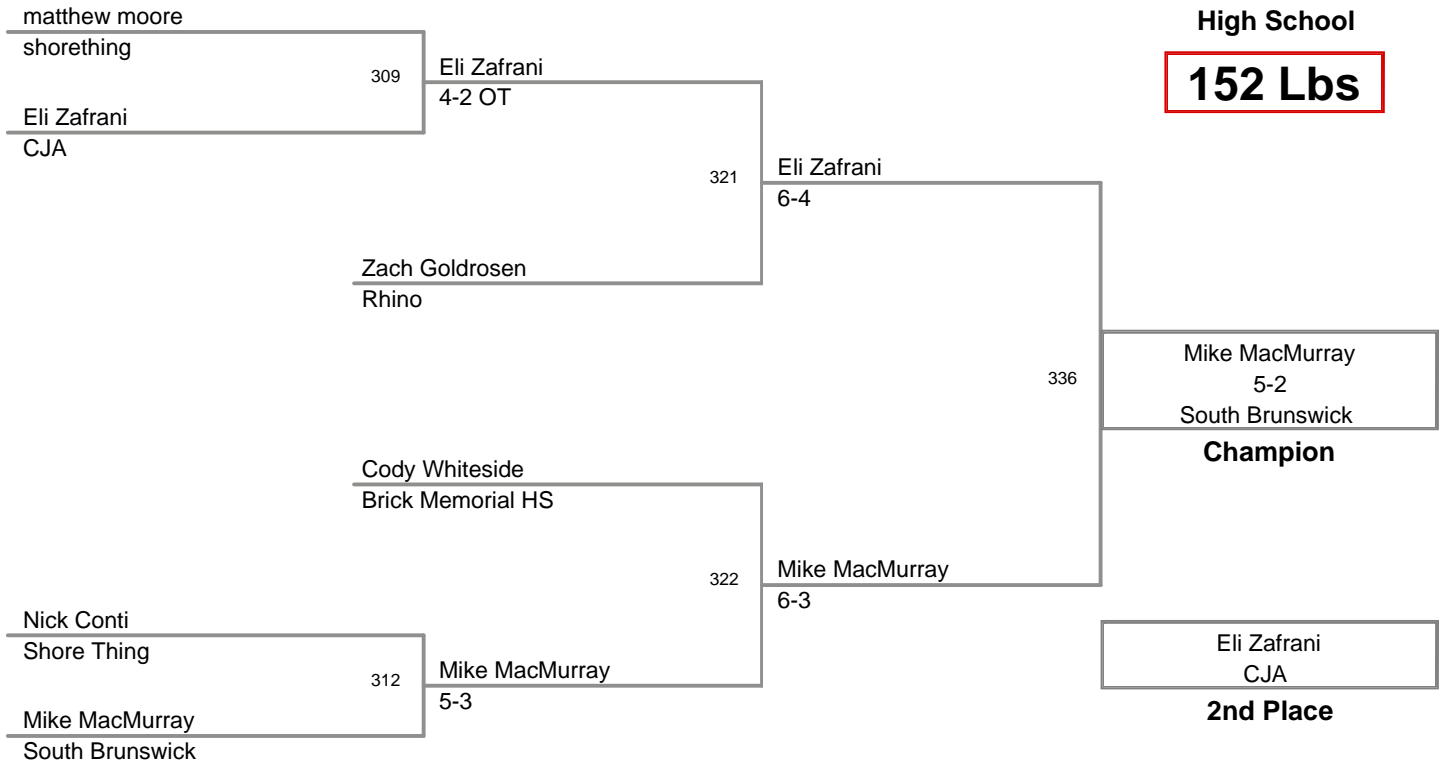 matthew moore
shorething
High School
152 Lbs
309
Eli Zafrani
4-2 OT
Eli Zafrani
CJA
321
Eli Zafrani
6-4
Zach Goldrosen
Rhino
336
Mike MacMurray
5-2
South Brunswick
Champion
Cody Whiteside
Brick Memorial HS
322
Mike MacMurray
6-3
Nick Conti
Shore Thing
312
Mike MacMurray
5-3
Mike MacMurray
South Brunswick
Eli Zafrani
CJA
2nd Place